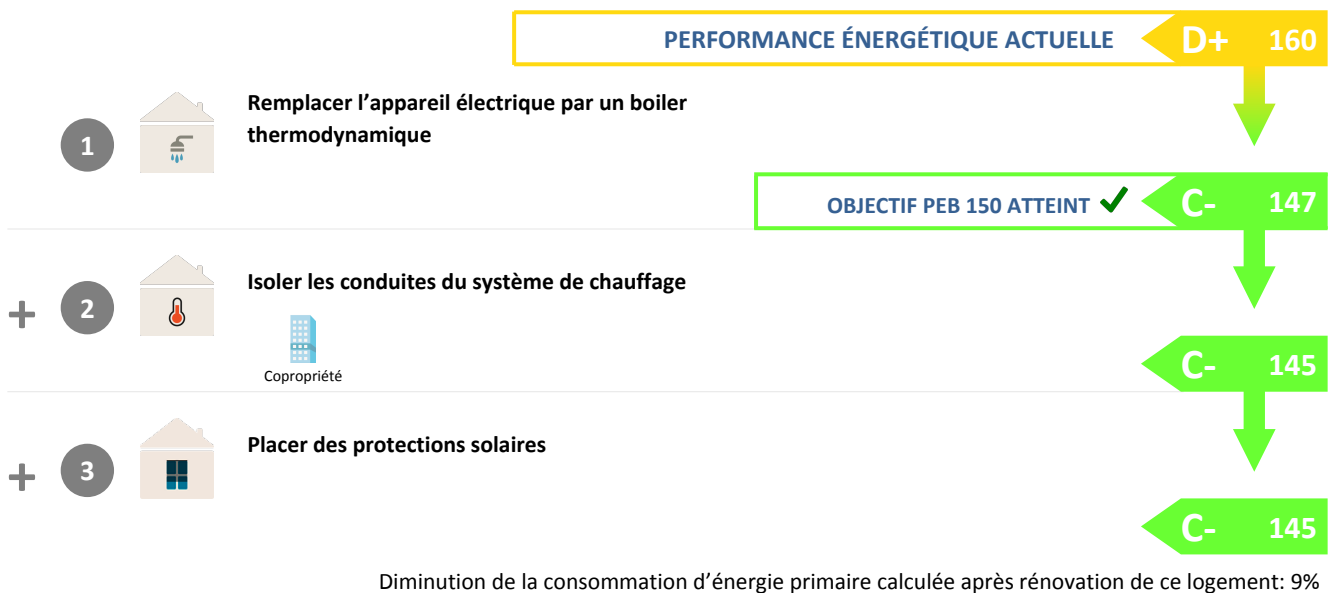 PERFORMANCE ÉNERGÉTIQUE ACTUELLE D+ 160
1 Remplacer l’appareil électrique par un boiler
thermodynamique
OBJECTIF PEB 150 ATTEINT ✓ C- 147
+ 2 Isoler les conduites du système de chauffage
Copropriété
C- 145
+ 3 Placer des protections solaires
C- 145
Diminution de la consommation d’énergie primaire calculée après rénovation de ce logement: 9%